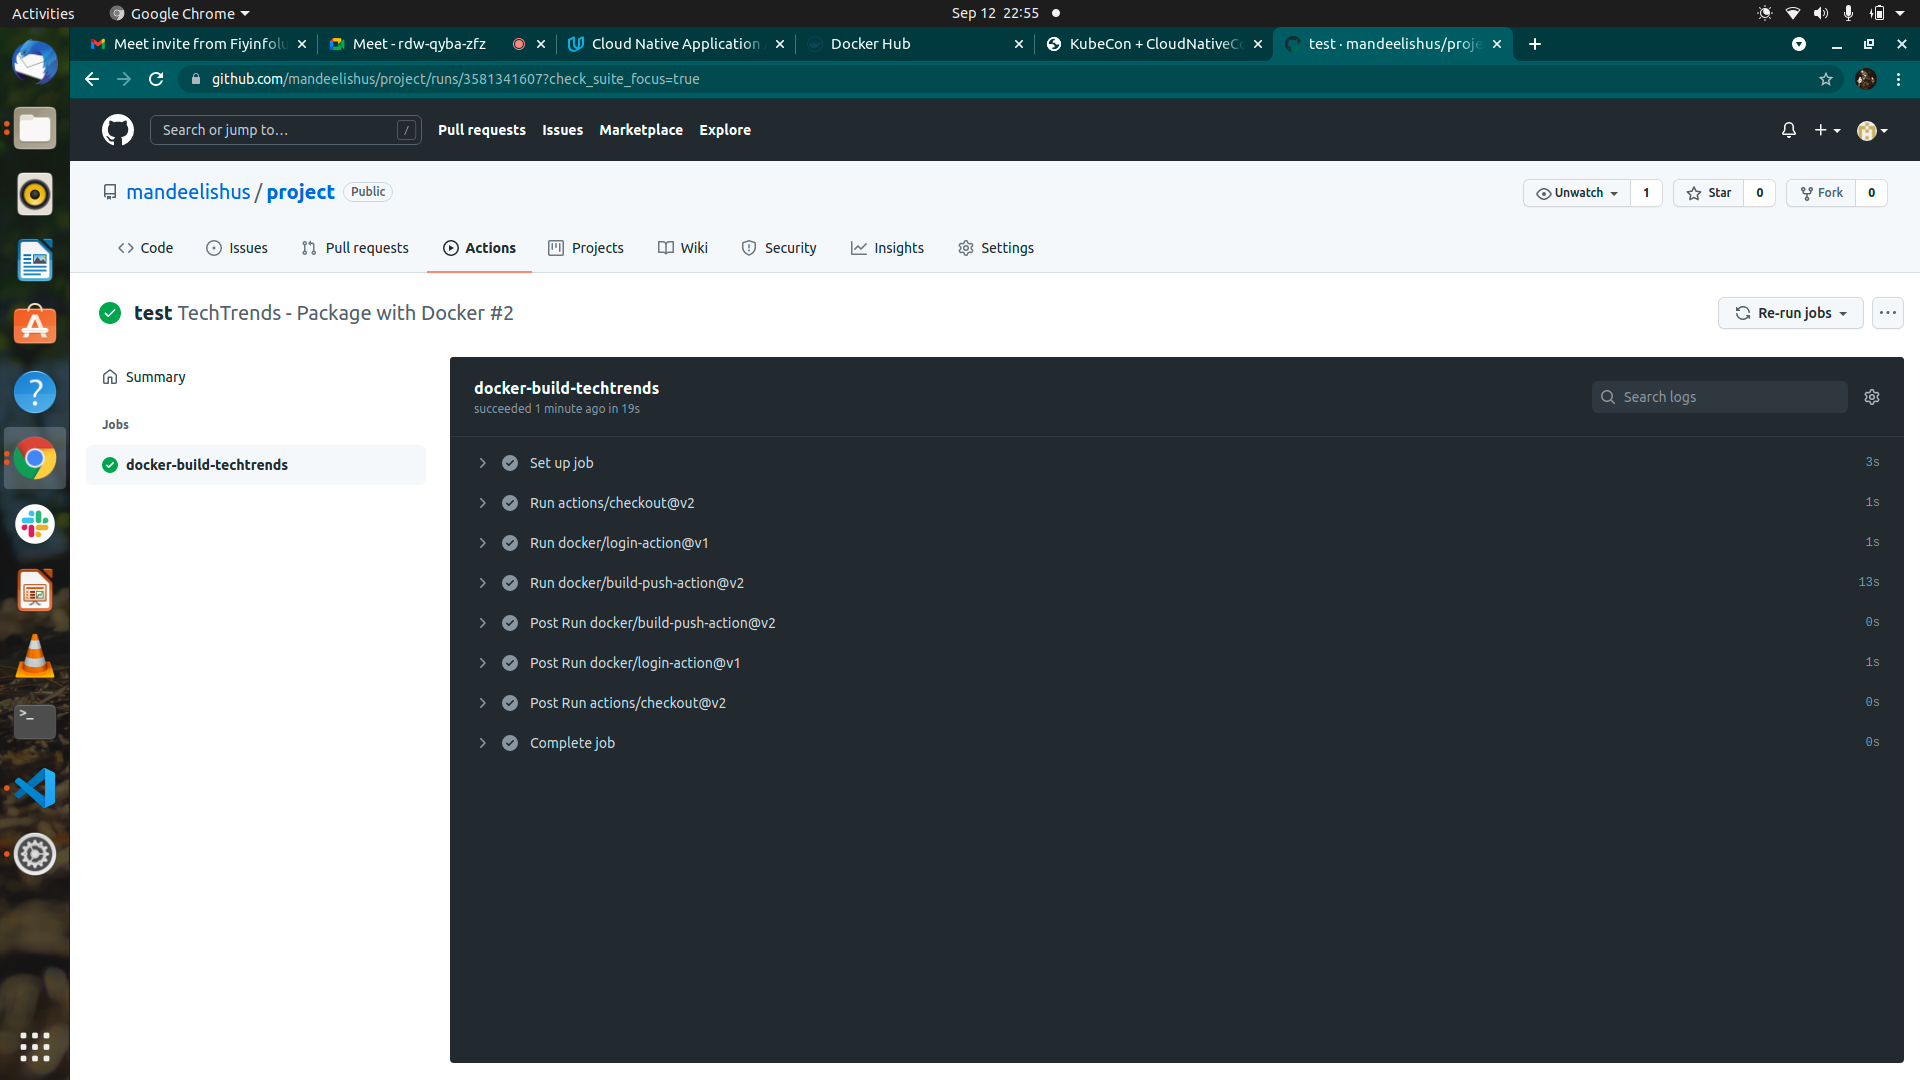 Activities
Google Chrome
Sep 12 22:55
Meet invite from Fiyinfolu
Meet - rdw-qyba-zfz
Cloud Native Application
Docker Hub
KubeCon + CloudNativeCo
test · mandeelishus/proje
github.com/mandeelishus/project/runs/3581341607?check_suite_focus=true
Search or jump to…
/
Pull requests
Issues
Marketplace
Explore
mandeelishus / project
Public
Unwatch
1
Star
0
Fork
0
Code
Issues
Pull requests
Actions
Projects
Wiki
Security
Insights
Settings
test TechTrends - Package with Docker #2
Re-run jobs
Summary
Jobs
docker-build-techtrends
docker-build-techtrends
succeeded 1 minute ago in 19s
Search logs
Set up job 3s
Run actions/checkout@v2 1s
Run docker/login-action@v1 1s
Run docker/build-push-action@v2 13s
Post Run docker/build-push-action@v2 0s
Post Run docker/login-action@v1 1s
Post Run actions/checkout@v2 0s
Complete job 0s